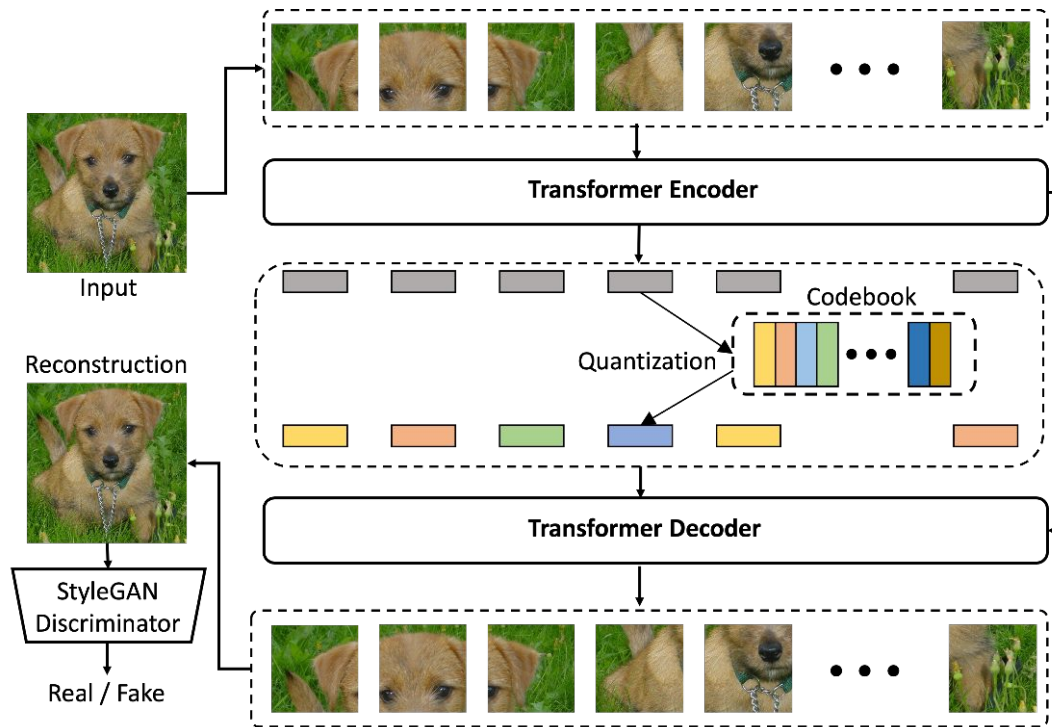 Input
Transformer Encoder
Codebook
Quantization
Reconstruction
Transformer Decoder
StyleGAN
Discriminator
Real / Fake